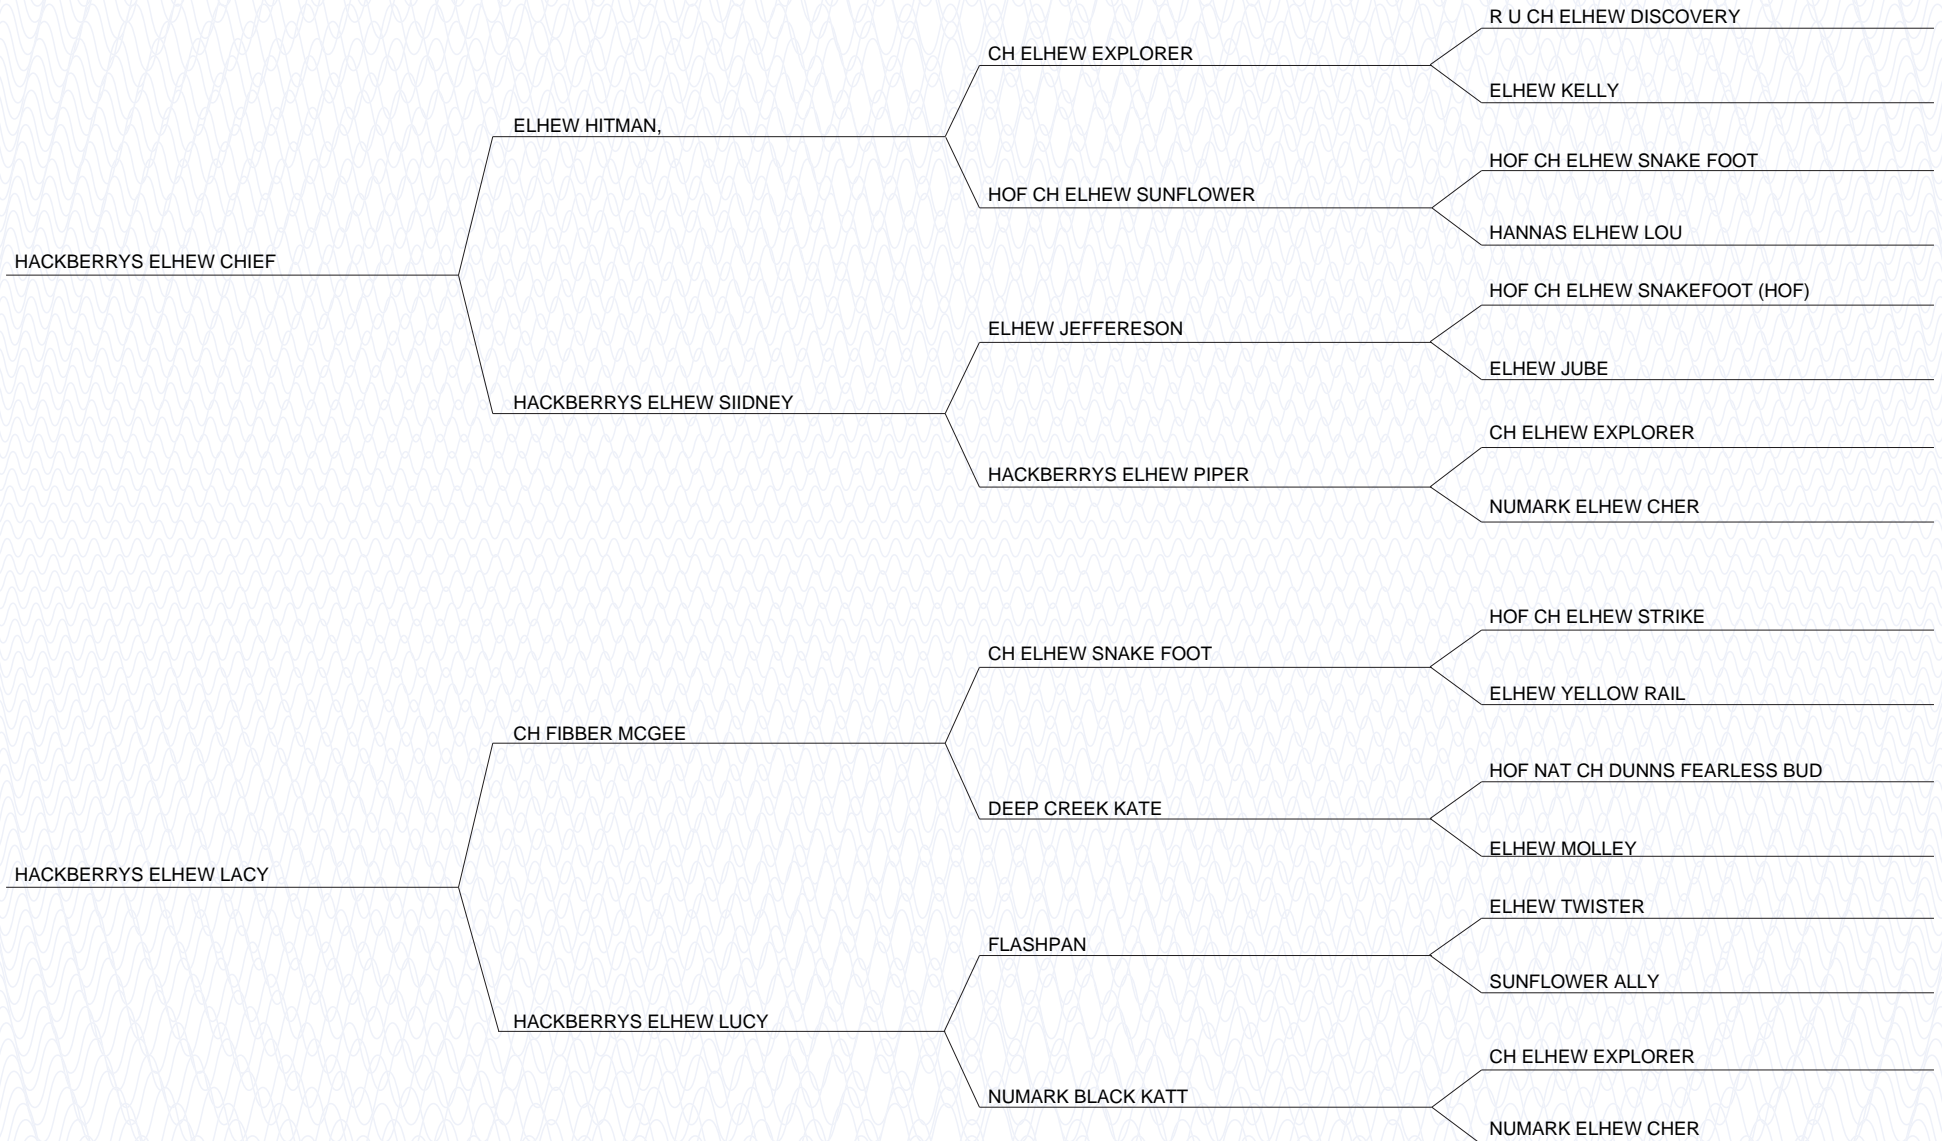 R U CH ELHEW DISCOVERY
CH ELHEW EXPLORER
ELHEW KELLY
ELHEW HITMAN,
HOF CH ELHEW SNAKE FOOT
HOF CH ELHEW SUNFLOWER
HANNAS ELHEW LOU
HACKBERRYS ELHEW CHIEF
HOF CH ELHEW SNAKEFOOT (HOF)
ELHEW JEFFERESON
ELHEW JUBE
HACKBERRYS ELHEW SIIDNEY
CH ELHEW EXPLORER
HACKBERRYS ELHEW PIPER
NUMARK ELHEW CHER
HOF CH ELHEW STRIKE
CH ELHEW SNAKE FOOT
ELHEW YELLOW RAIL
CH FIBBER MCGEE
HOF NAT CH DUNNS FEARLESS BUD
DEEP CREEK KATE
ELHEW MOLLEY
HACKBERRYS ELHEW LACY
ELHEW TWISTER
FLASHPAN
SUNFLOWER ALLY
HACKBERRYS ELHEW LUCY
CH ELHEW EXPLORER
NUMARK BLACK KATT
NUMARK ELHEW CHER